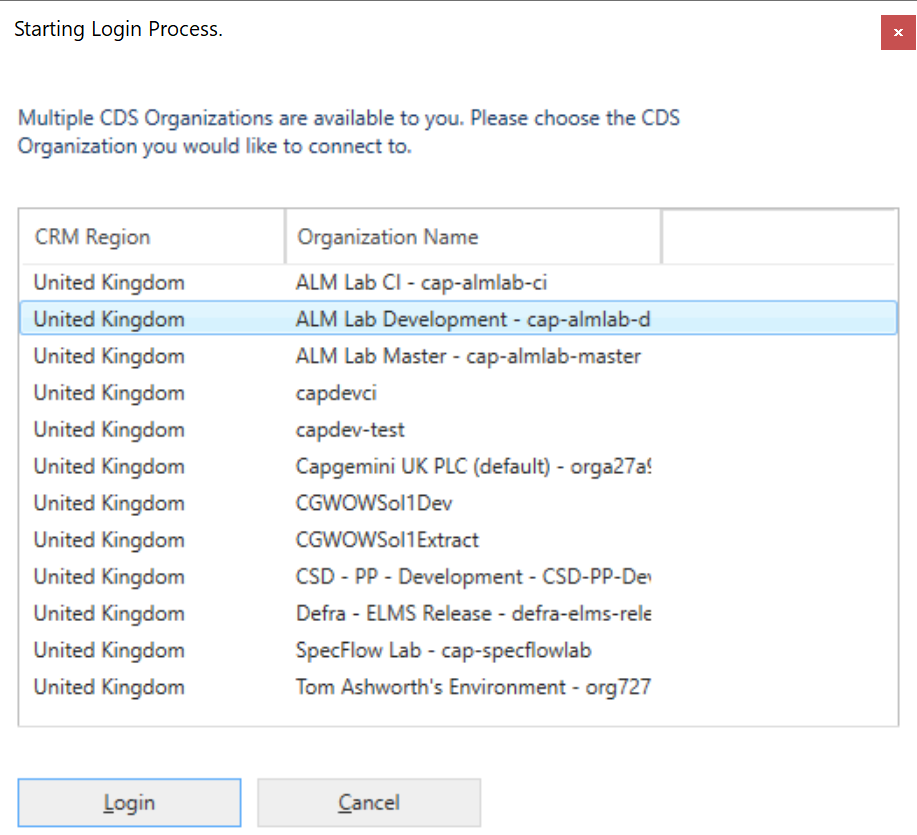 Starting Login Process.
×
Multiple CDS Organizations are available to you. Please choose the CDS
Organization you would like to connect to.
CRM Region Organization Name
United Kingdom ALM Lab CI - cap-almlab-ci
United Kingdom ALM Lab Development - cap-almlab-d
United Kingdom ALM Lab Master - cap-almlab-master
United Kingdom capdevci
United Kingdom capdev-test
United Kingdom Capgemini UK PLC (default) - orga27a9
United Kingdom CGWOWSol1Dev
United Kingdom CGWOWSol1Extract
United Kingdom CSD - PP - Development - CSD-PP-Dev
United Kingdom Defra - ELMS Release - defra-elms-rele
United Kingdom SpecFlow Lab - cap-specflowlab
United Kingdom Tom Ashworth's Environment - org727
Login Cancel